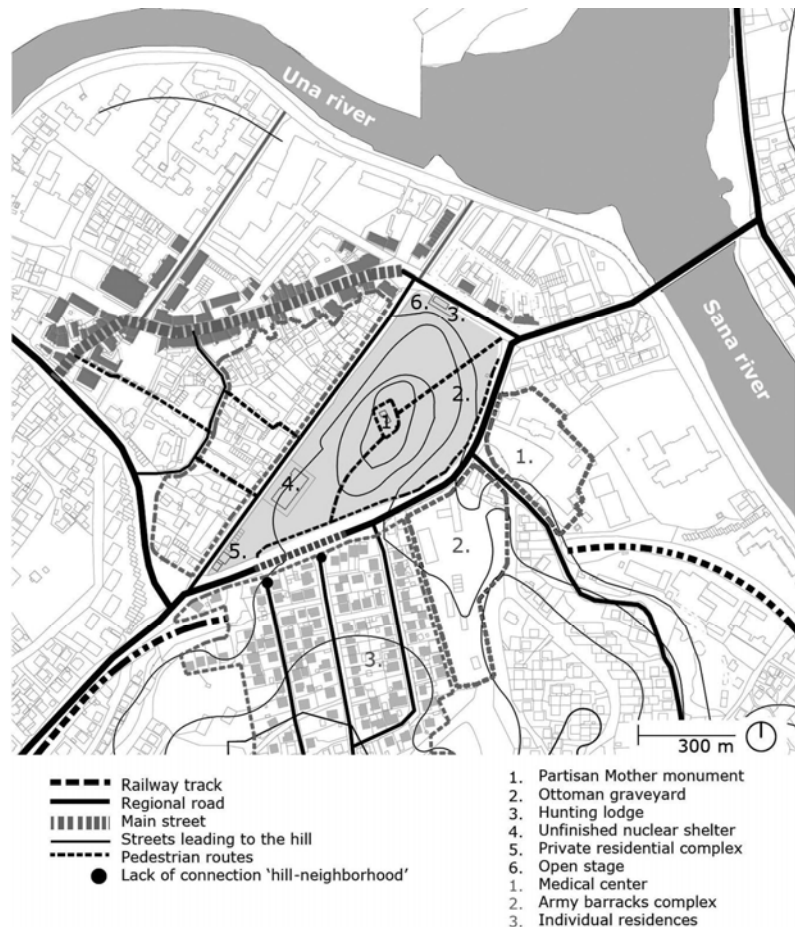 Una river
Sana river
6.
3.
2.
1
1.
4.
2.
5.
3.
300 m
Railway track
Regional road
Main street
Streets leading to the hill
Pedestrian routes
Lack of connection ‘hill-neighborhood’
1. Partisan Mother monument
2. Ottoman graveyard
3. Hunting lodge
4. Unfinished nuclear shelter
5. Private residential complex
6. Open stage
1. Medical center
2. Army barracks complex
3. Individual residences